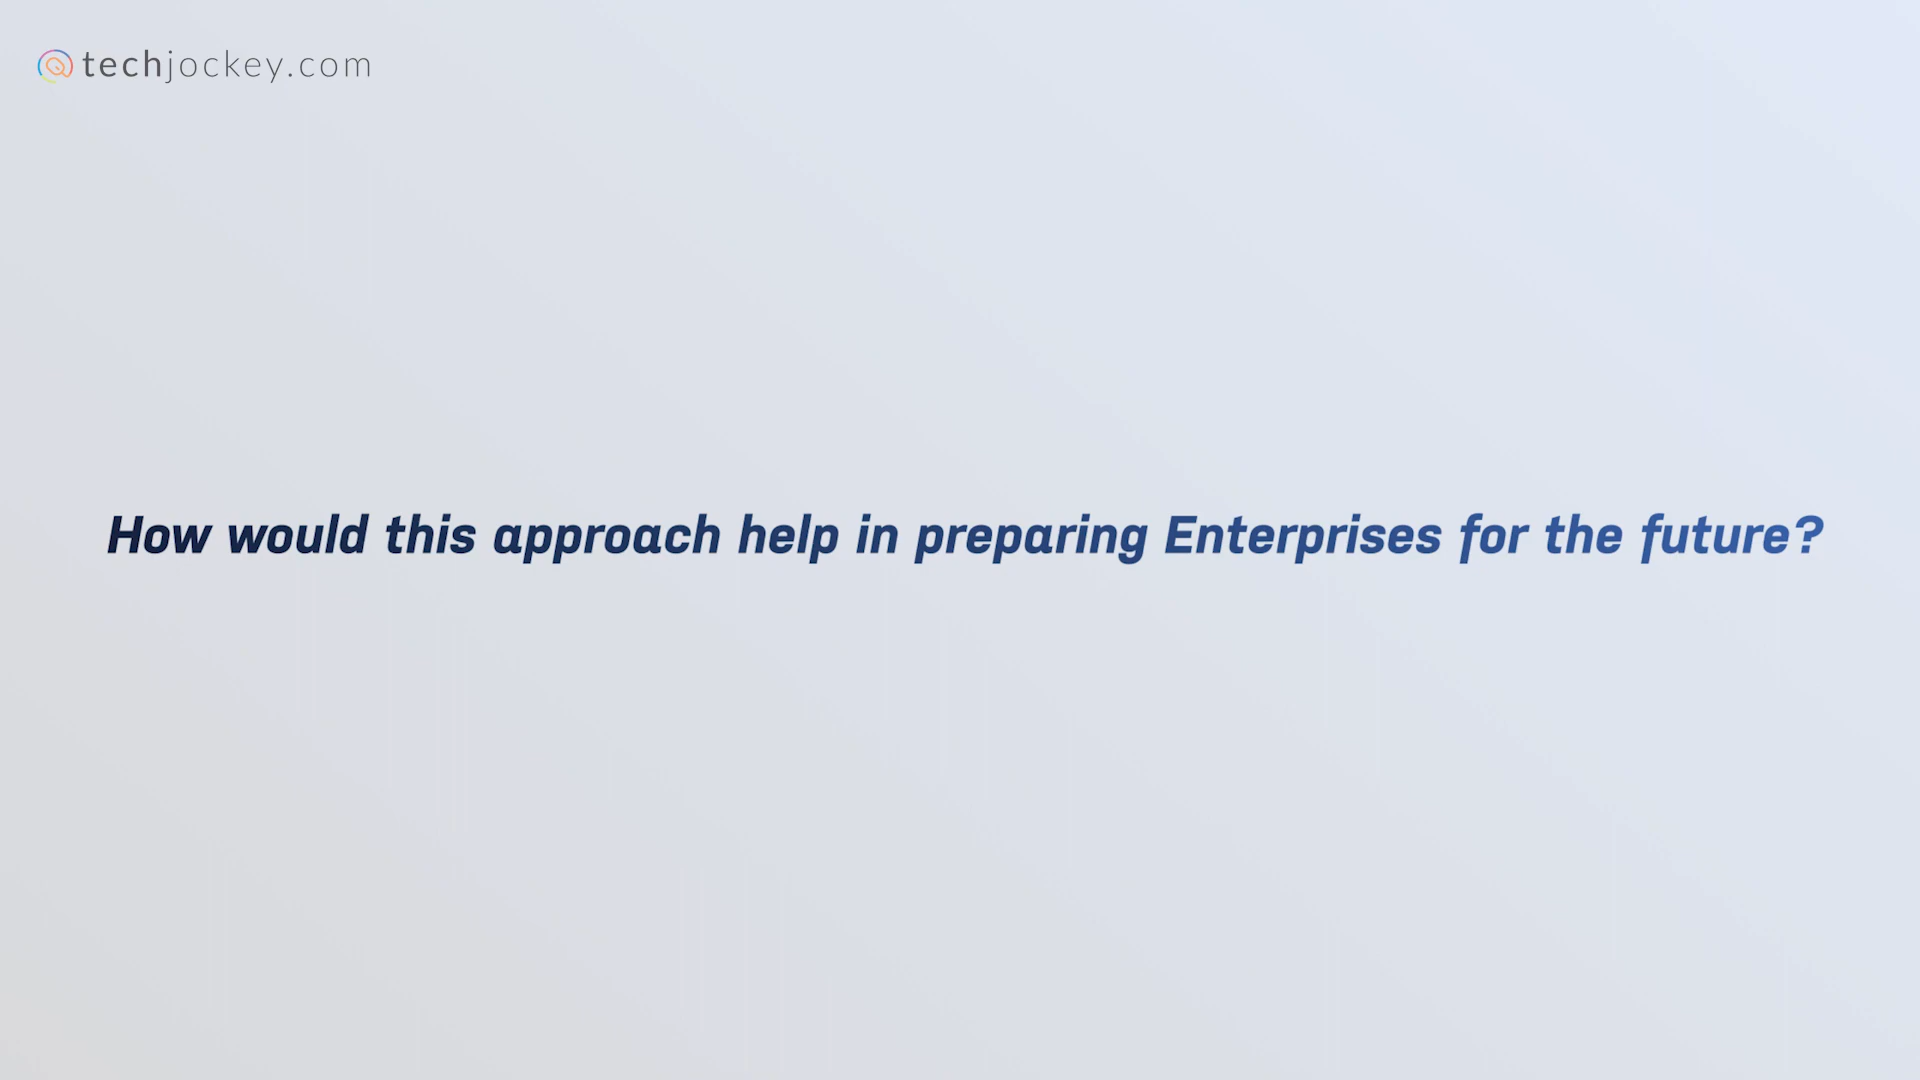 techjockey.com
How would this approach help in preparing Enterprises for the future?